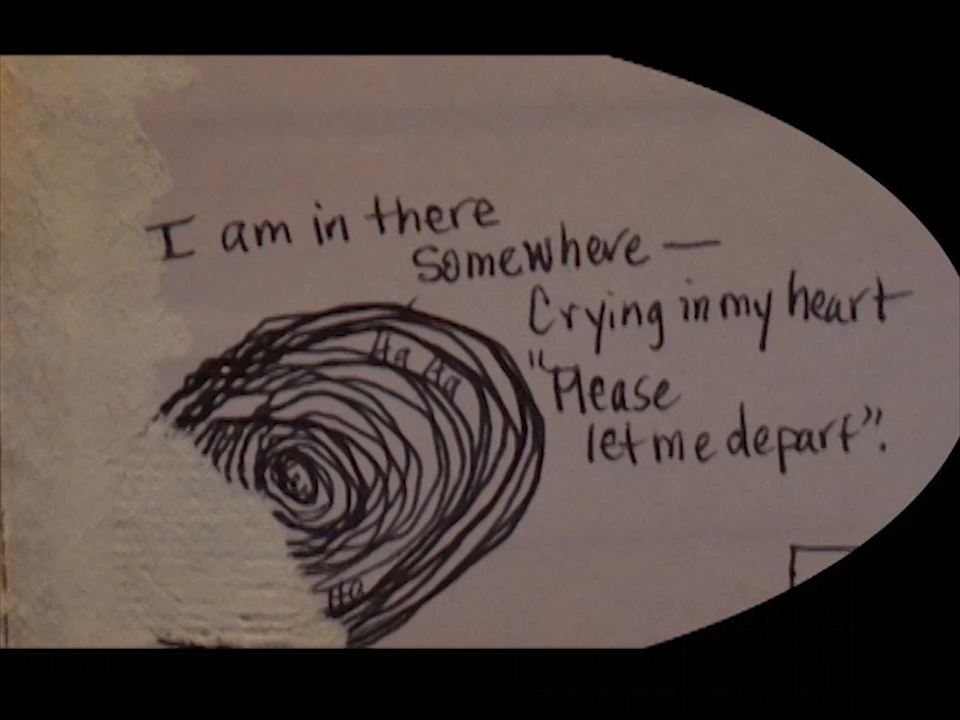 I am in there
somewhere —
Crying in my heart
"Please
let me depart".
Ha Ha
Ha